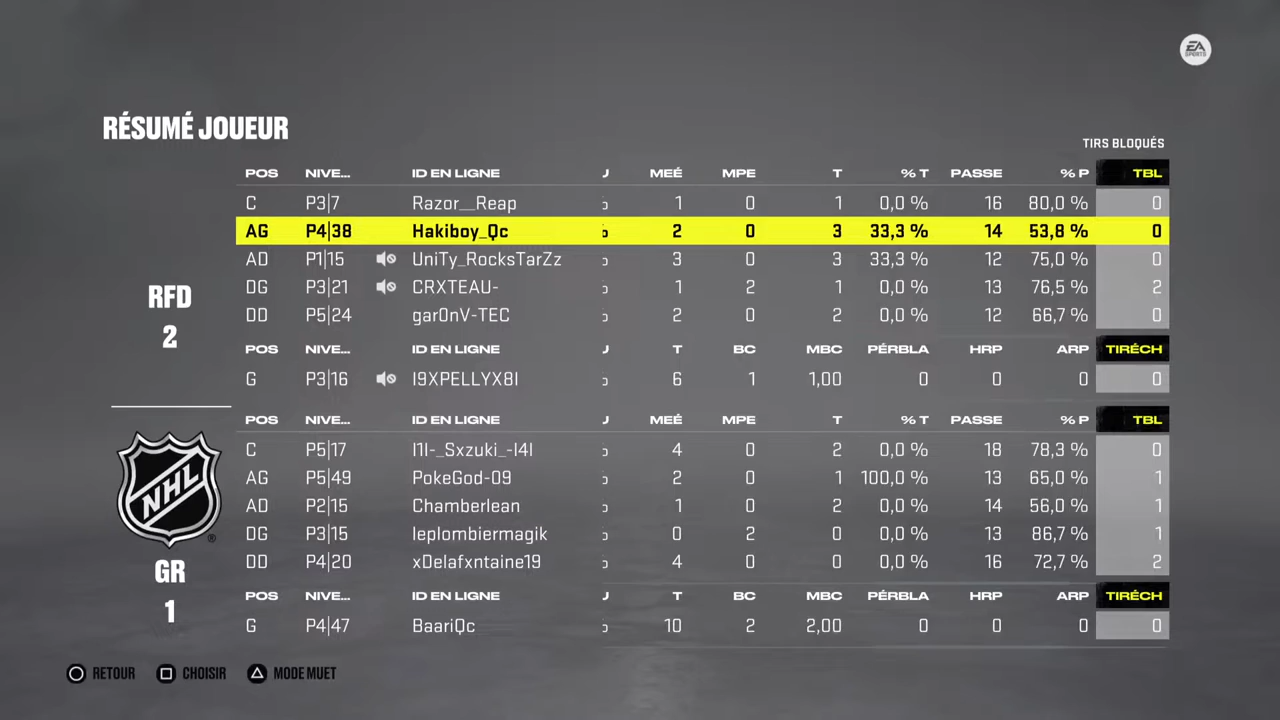 EA SPORTS
RÉSUMÉ JOUEUR
TIRS BLOQUÉS
POS NIVE... ID EN LIGNE J MEÉ MPE T % T PASSE % P TBL
C P3|7 Razor__Reap 1 0 1 0,0 % 16 80,0 % 0
AG P4|38 Hakiboy_Qc 2 0 3 33,3 % 14 53,8 % 0
AD P1|15 UniTy_RocksTarZz 3 0 3 33,3 % 12 75,0 % 0
DG P3|21 CRXTEAU- 1 2 1 0,0 % 13 76,5 % 2
DD P5|24 gar0nV-TEC 2 0 2 0,0 % 12 66,7 % 0
RFD
2
POS NIVE... ID EN LIGNE J T BC MBC PÉRBLA HRP ARP TIRÉCH
G P3|16 I9XPELLYX8I 6 1 1,00 0 0 0 0
POS NIVE... ID EN LIGNE J MEÉ MPE T % T PASSE % P TBL
C P5|17 I1I-_Sxzuki_-I4I 4 0 2 0,0 % 18 78,3 % 0
AG P5|49 PokeGod-09 2 0 1 100,0 % 13 65,0 % 1
AD P2|15 Chamberlean 1 0 2 0,0 % 14 56,0 % 1
DG P3|15 leplombiermagik 0 2 0 0,0 % 13 86,7 % 1
DD P4|20 xDelafxntaine19 4 0 0 0,0 % 16 72,7 % 2
NHL
GR
1
POS NIVE... ID EN LIGNE J T BC MBC PÉRBLA HRP ARP TIRÉCH
G P4|47 BaariQc 10 2 2,00 0 0 0 0
RETOUR CHOISIR MODE MUET